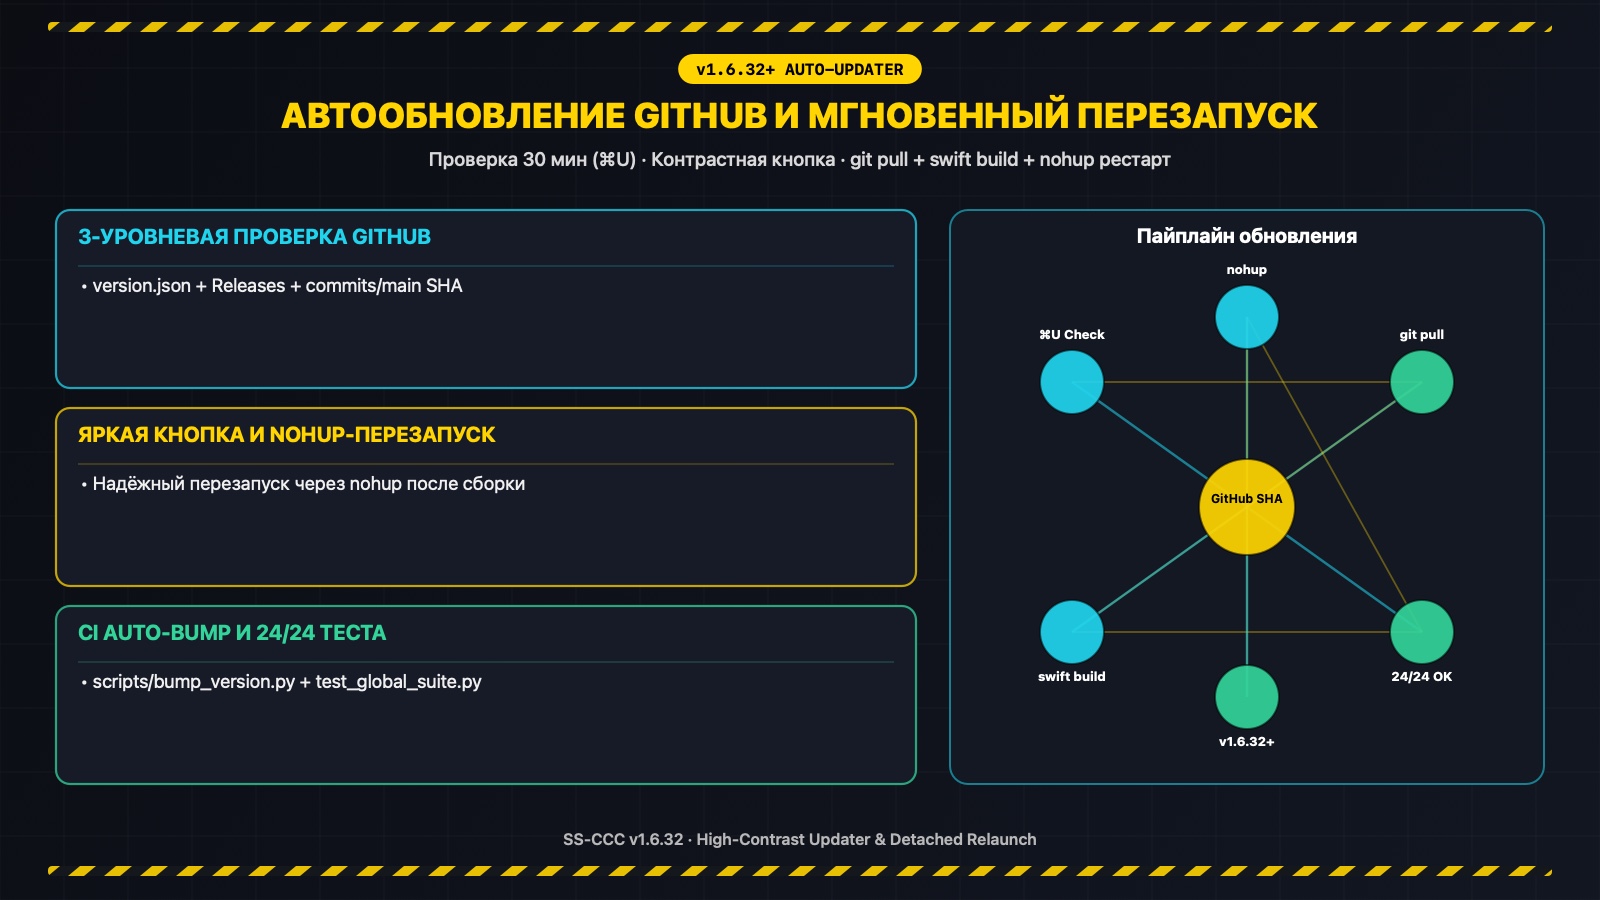 v1.6.32+ AUTO-UPDATER
АВТООБНОВЛЕНИЕ GITHUB И МГНОВЕННЫЙ ПЕРЕЗАПУСК
Проверка 30 мин (⌘U) · Контрастная кнопка · git pull + swift build + nohup рестарт
3-УРОВНЕВАЯ ПРОВЕРКА GITHUB
• version.json + Releases + commits/main SHA
ЯРКАЯ КНОПКА И NOHUP-ПЕРЕЗАПУСК
• Надёжный перезапуск через nohup после сборки
CI AUTO-BUMP И 24/24 ТЕСТА
• scripts/bump_version.py + test_global_suite.py
Пайплайн обновления
nohup
⌘U Check
git pull
GitHub SHA
swift build
24/24 OK
v1.6.32+
SS-CCC v1.6.32 · High-Contrast Updater & Detached Relaunch